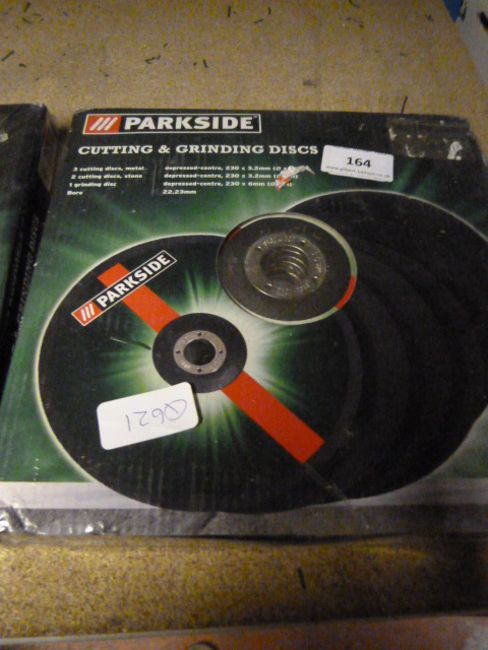 PARKSIDE
CUTTING & GRINDING DISCS
3 cutting discs, metal depressed-centre, 230 x 3.2mm
2 cutting discs, stone depressed-centre, 230 x 3.2mm
1 grinding disc depressed-centre, 230 x 6mm
Bore 22,23mm
164
PARKSIDE
Q621